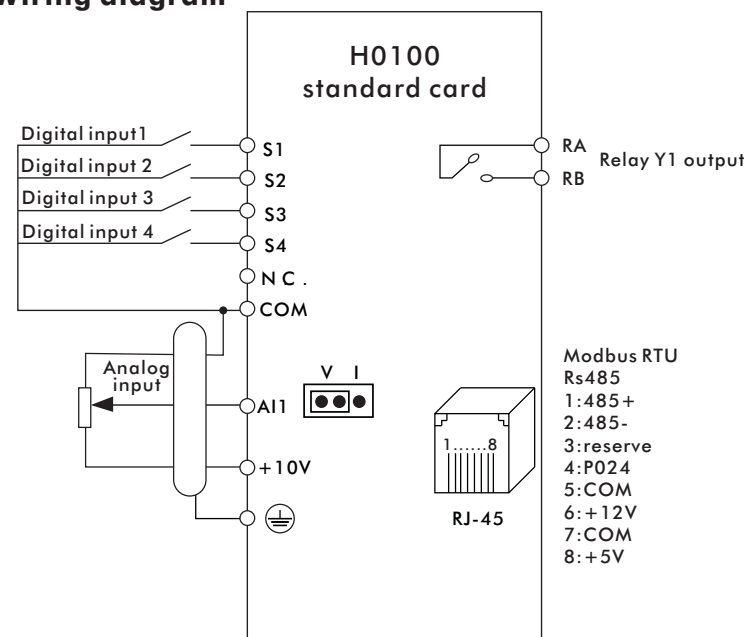 wiring diagram
H0100
standard card
Digital input1
Digital input 2
Digital input 3
Digital input 4
S1
S2
S3
S4
N C .
COM
Analog
input
AI1
+10V
V I
RA
RB
Relay Y1 output
1......8
RJ-45
Modbus RTU
Rs485
1:485+
2:485-
3:reserve
4:P024
5:COM
6:+12V
7:COM
8:+5V